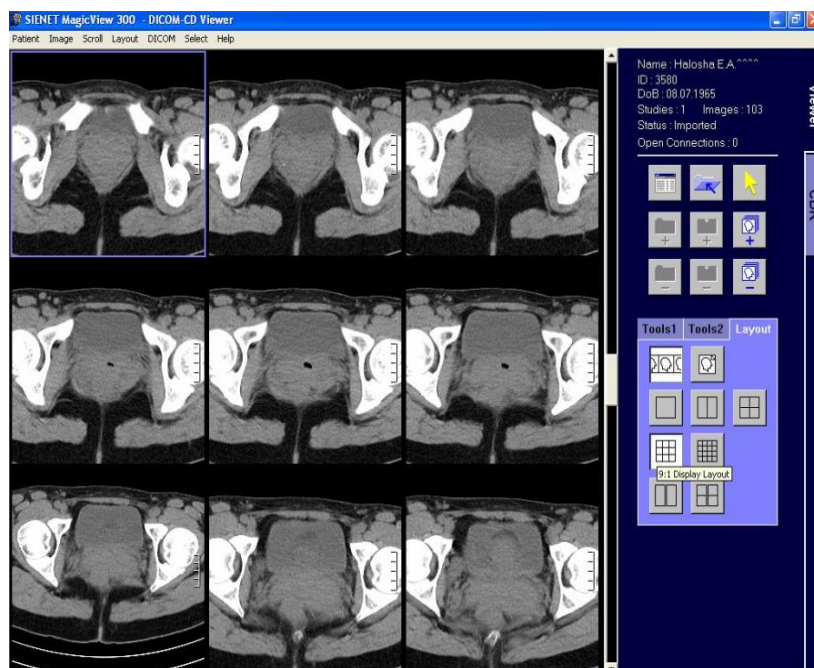 SIENET MagicView 300 - DICOM-CD Viewer
Patient Image Scroll Layout DICOM Select Help
Name : Halosha E.A.^^^^
ID : 3580
DoB : 08.07.1965
Studies : 1 Images : 103
Status : Imported
Open Connections : 0
Viewer
CDR
Tools1 Tools2 Layout
9:1 Display Layout